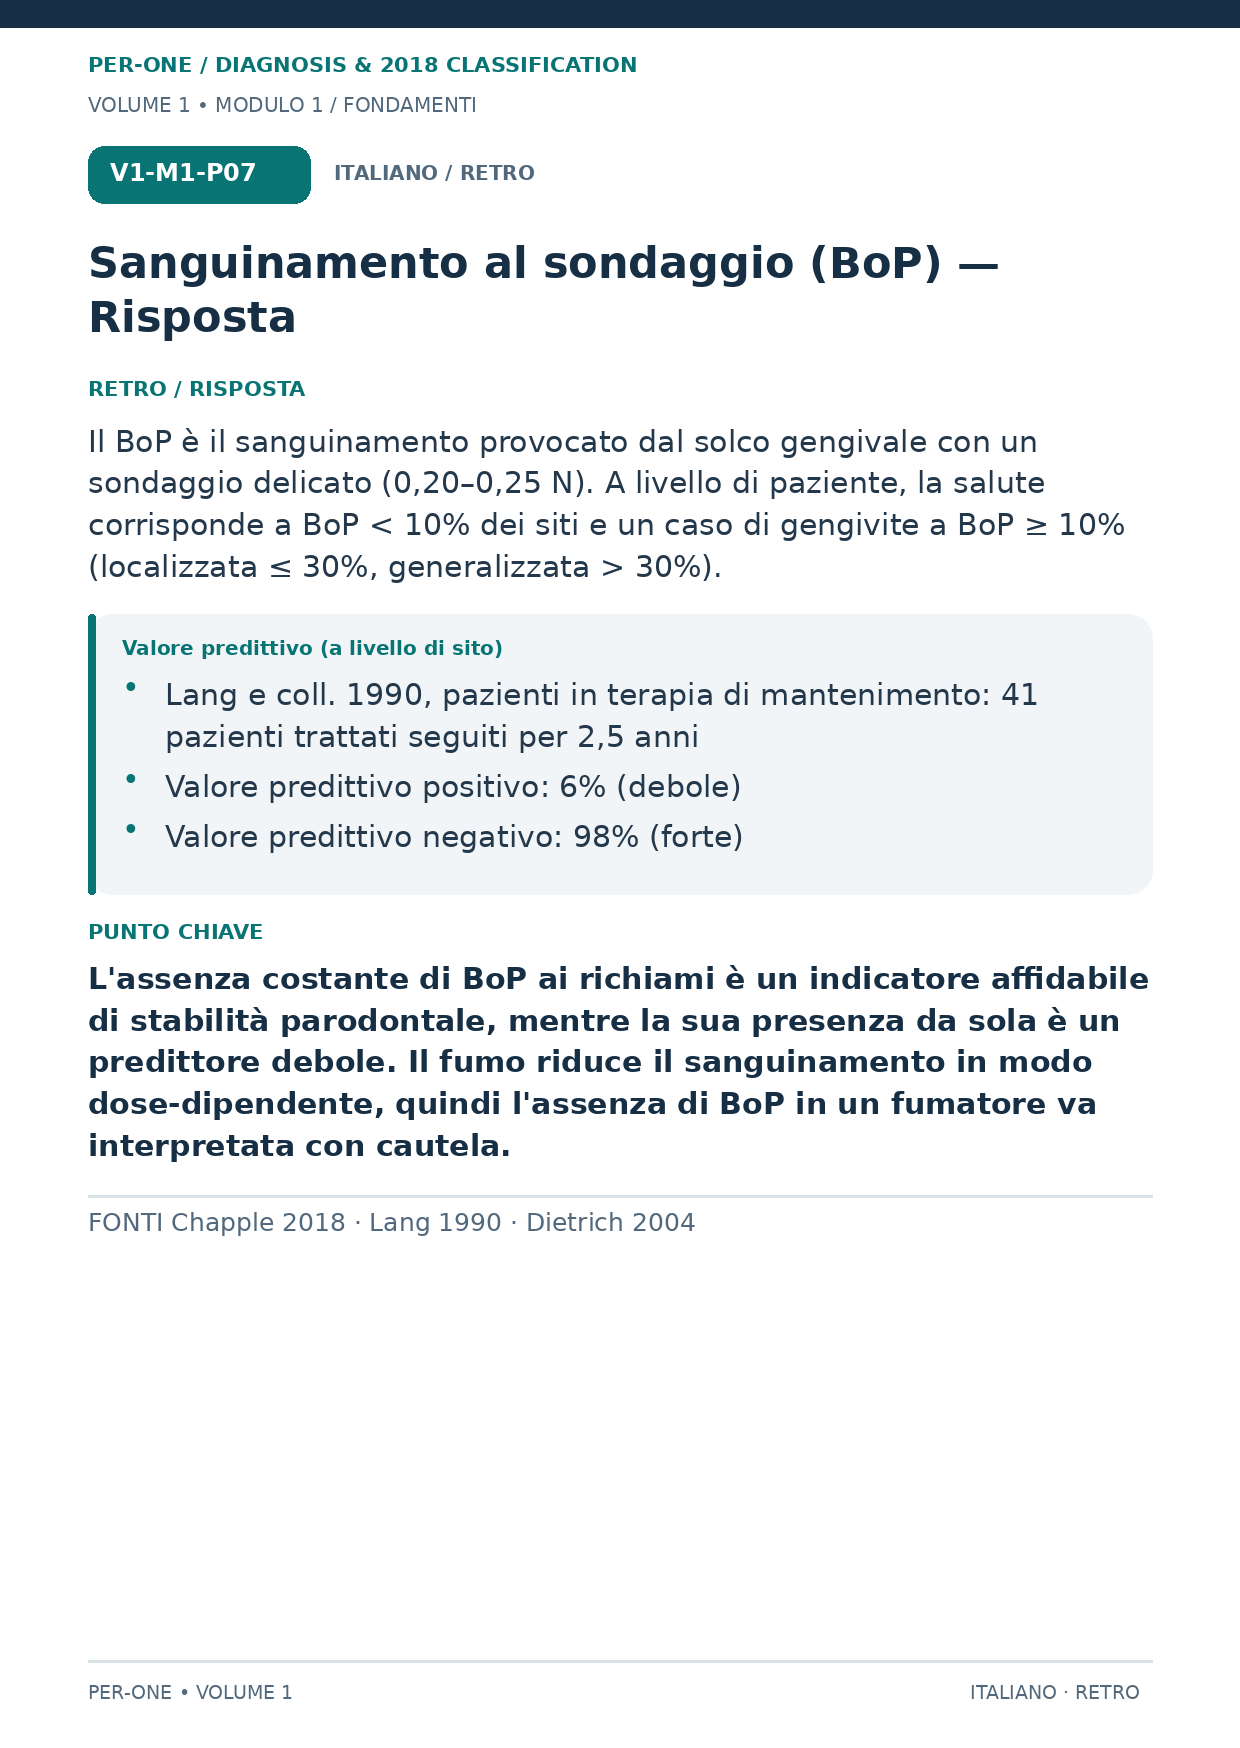 PER-ONE / DIAGNOSIS & 2018 CLASSIFICATION
VOLUME 1 • MODULO 1 / FONDAMENTI
V1-M1-P07
ITALIANO / RETRO
Sanguinamento al sondaggio (BoP) —
Risposta
RETRO / RISPOSTA
Il BoP è il sanguinamento provocato dal solco gengivale con un
sondaggio delicato (0,20–0,25 N). A livello di paziente, la salute
corrisponde a BoP < 10% dei siti e un caso di gengivite a BoP ≥ 10%
(localizzata ≤ 30%, generalizzata > 30%).
Valore predittivo (a livello di sito)
• Lang e coll. 1990, pazienti in terapia di mantenimento: 41
pazienti trattati seguiti per 2,5 anni
• Valore predittivo positivo: 6% (debole)
• Valore predittivo negativo: 98% (forte)
PUNTO CHIAVE
L'assenza costante di BoP ai richiami è un indicatore affidabile
di stabilità parodontale, mentre la sua presenza da sola è un
predittore debole. Il fumo riduce il sanguinamento in modo
dose-dipendente, quindi l'assenza di BoP in un fumatore va
interpretata con cautela.
FONTI Chapple 2018 · Lang 1990 · Dietrich 2004
PER-ONE • VOLUME 1
ITALIANO · RETRO